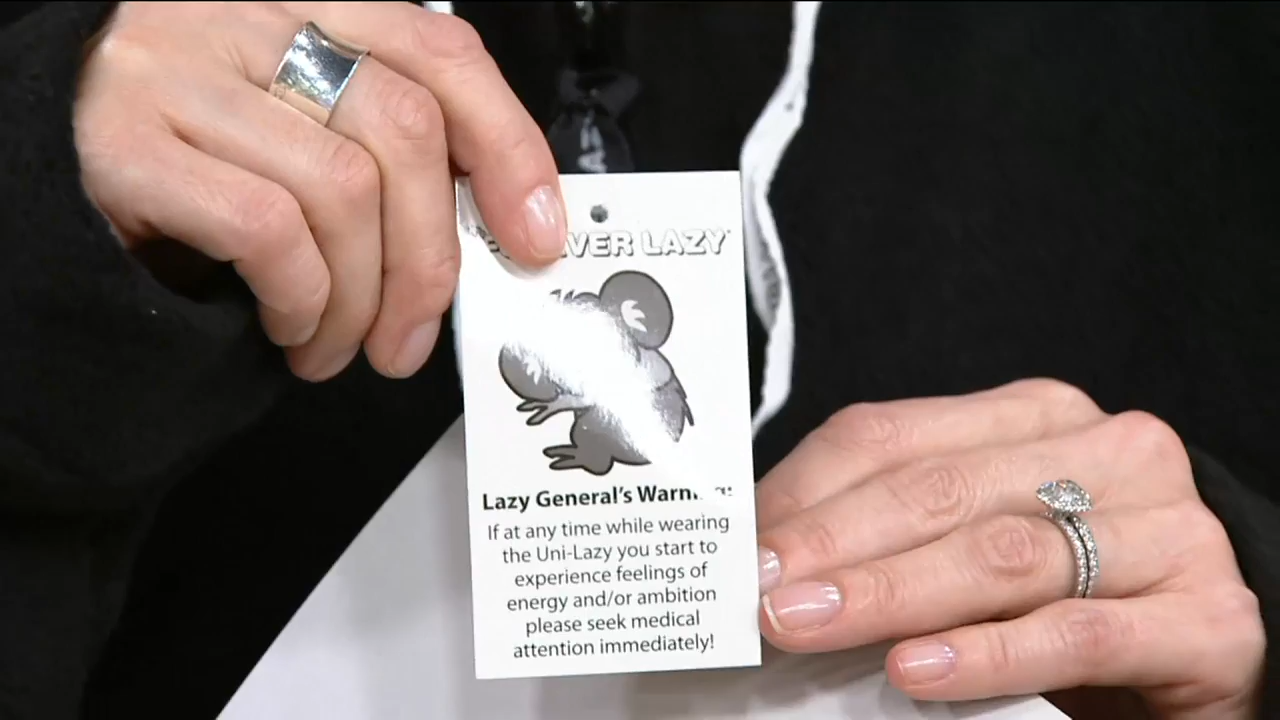 LAZY
Lazy General's
If at any time while wearing
the Uni-Lazy you start to
experience feelings of
energy and/or ambition
please seek medical
attention immediately!